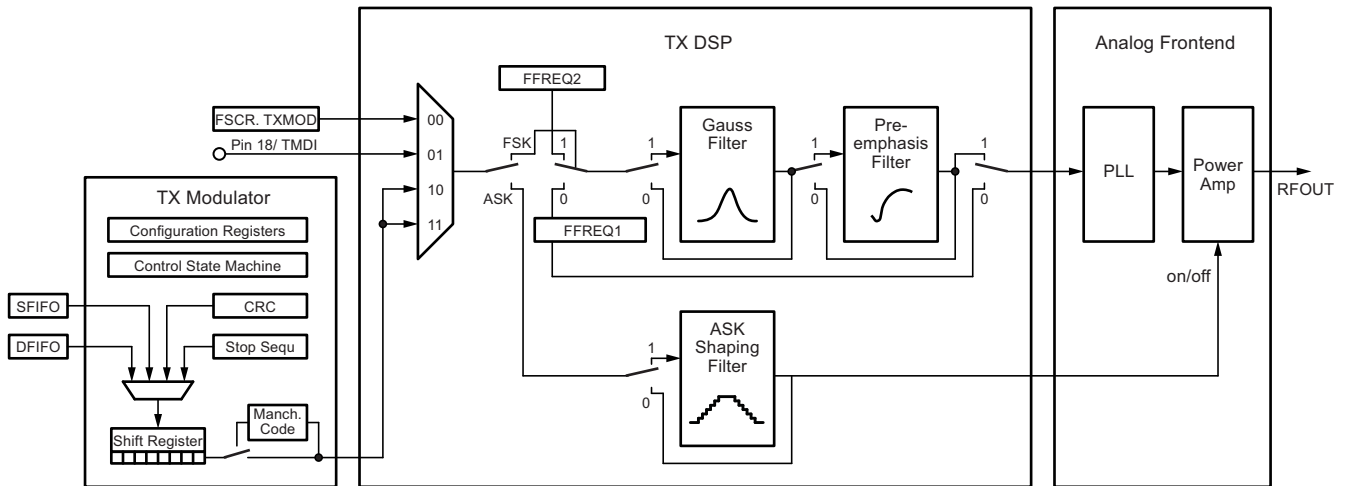 TX DSP
Analog Frontend
FFREQ2
FSCR. TXMOD
Pin 18/ TMDI
00
01
10
11
FSK
ASK
1
0
FFREQ1
1
0
Gauss
Filter
1
0
Pre-
emphasis
Filter
1
0
PLL
Power
Amp
RFOUT
on/off
TX Modulator
Configuration Registers
Control State Machine
SFIFO
CRC
DFIFO
Stop Sequ
Shift Register
Manch.
Code
1
0
ASK
Shaping
Filter